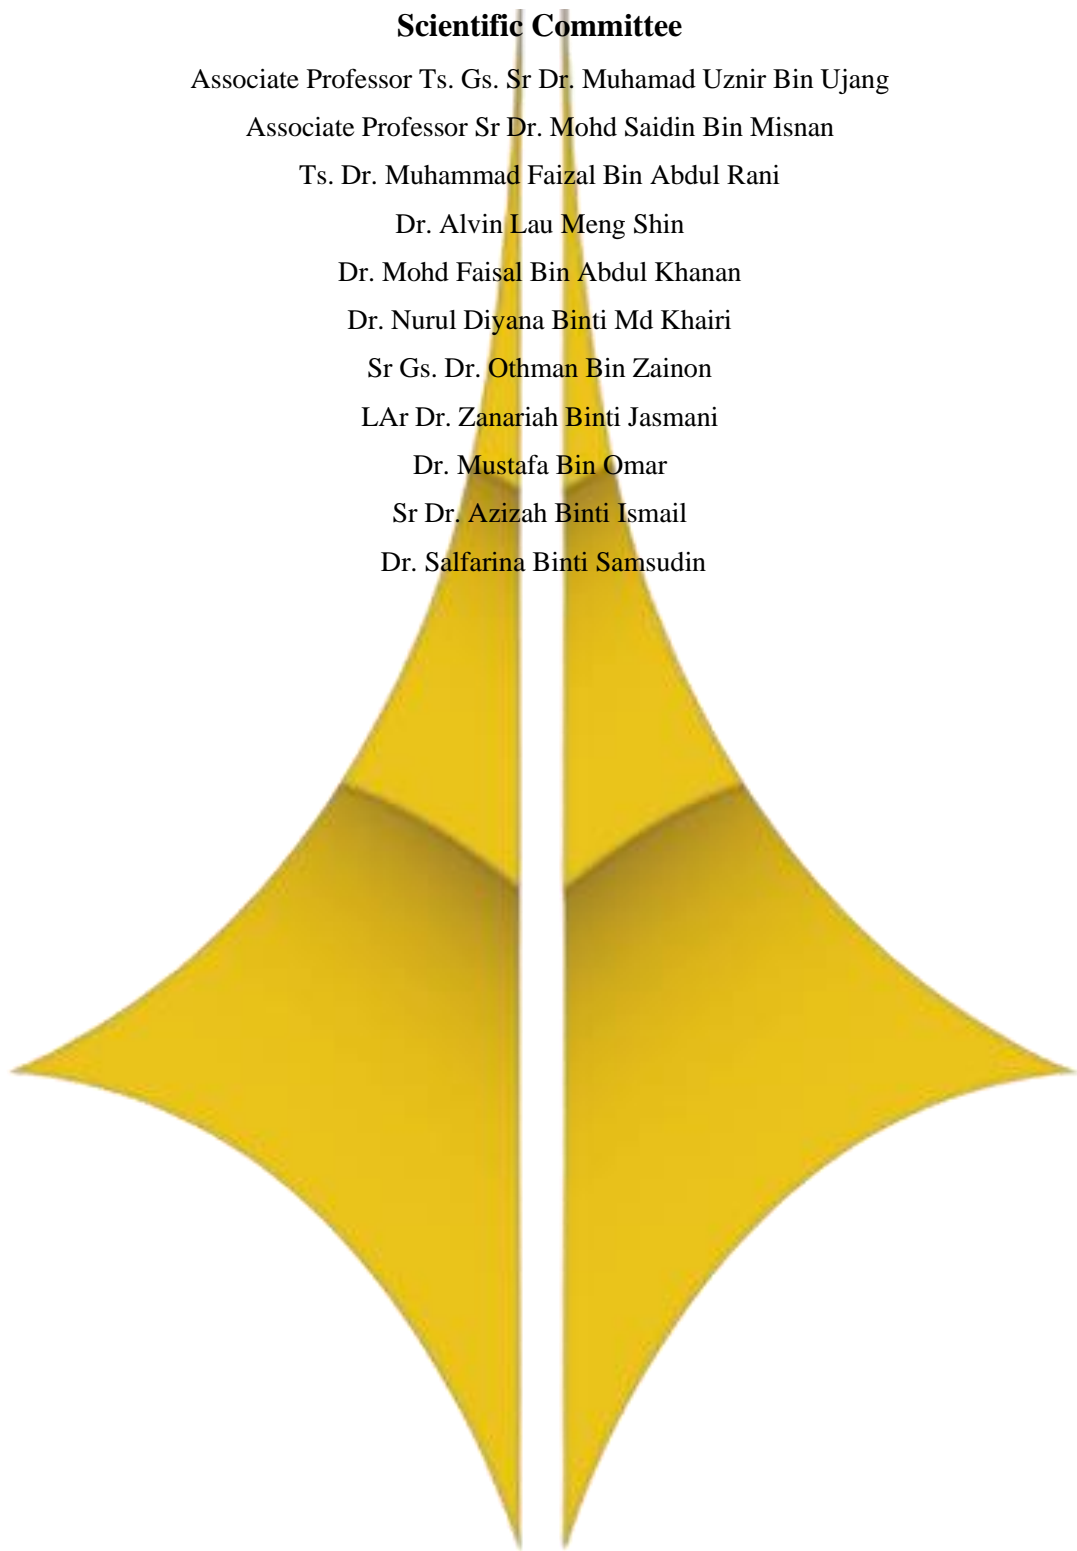 Scientific Committee
Associate Professor Ts. Gs. Sr Dr. Muhamad Uznir Bin Ujang
Associate Professor Sr Dr. Mohd Saidin Bin Misnan
Ts. Dr. Muhammad Faizal Bin Abdul Rani
Dr. Alvin Lau Meng Shin
Dr. Mohd Faisal Bin Abdul Khanan
Dr. Nurul Diyana Binti Md Khairi
Sr Gs. Dr. Othman Bin Zainon
LAr Dr. Zanariah Binti Jasmani
Dr. Mustafa Bin Omar
Sr Dr. Azizah Binti Ismail
Dr. Salfarina Binti Samsudin